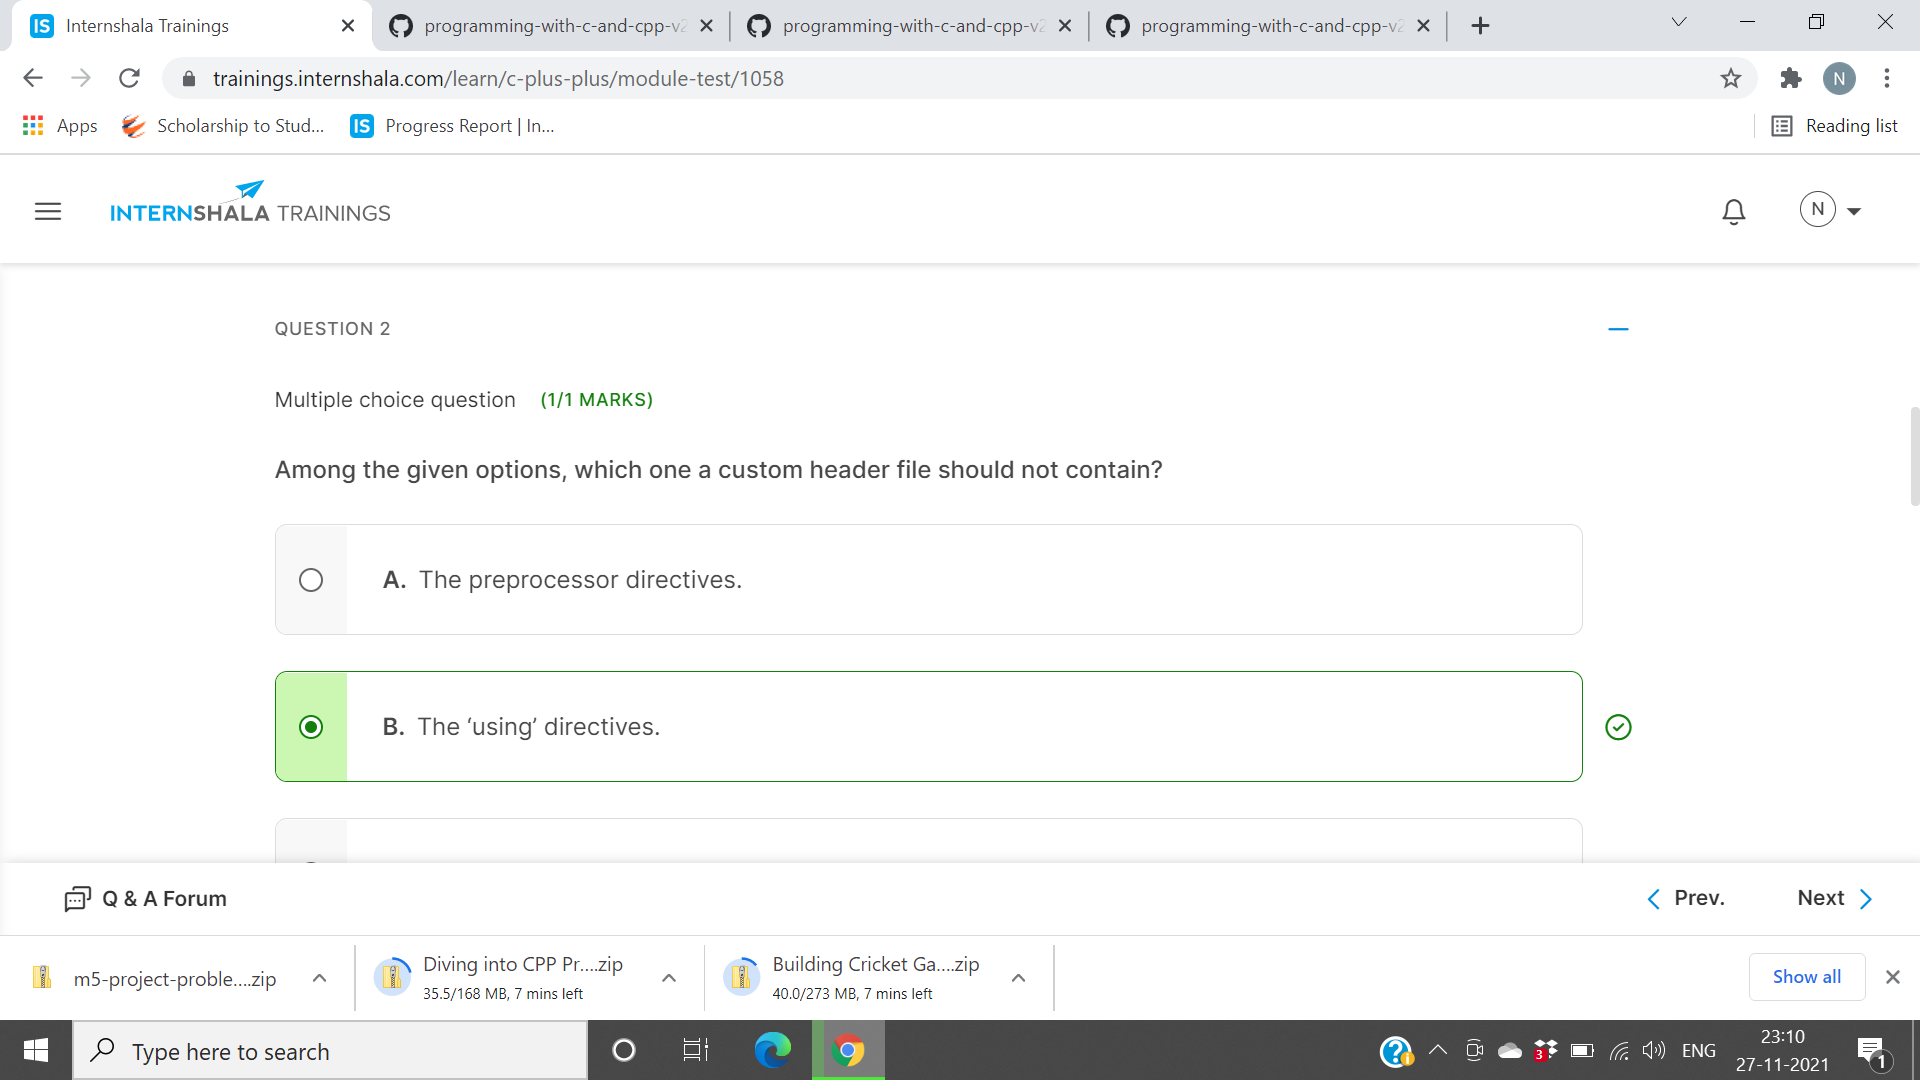 Internshala Trainings
programming-with-c-and-cpp-v2
programming-with-c-and-cpp-v2
programming-with-c-and-cpp-v2
trainings.internshala.com/learn/c-plus-plus/module-test/1058
N
Apps
Scholarship to Stud...
IS
Progress Report | In...
Reading list
INTERNSHALA TRAININGS
N
QUESTION 2
Multiple choice question (1/1 MARKS)
Among the given options, which one a custom header file should not contain?
A. The preprocessor directives.
B. The ‘using’ directives.
Q & A Forum
Prev.
Next
m5-project-proble....zip
Diving into CPP Pr....zip
35.5/168 MB, 7 mins left
Building Cricket Ga....zip
40.0/273 MB, 7 mins left
Show all
Type here to search
3
ENG
23:10
27-11-2021
1